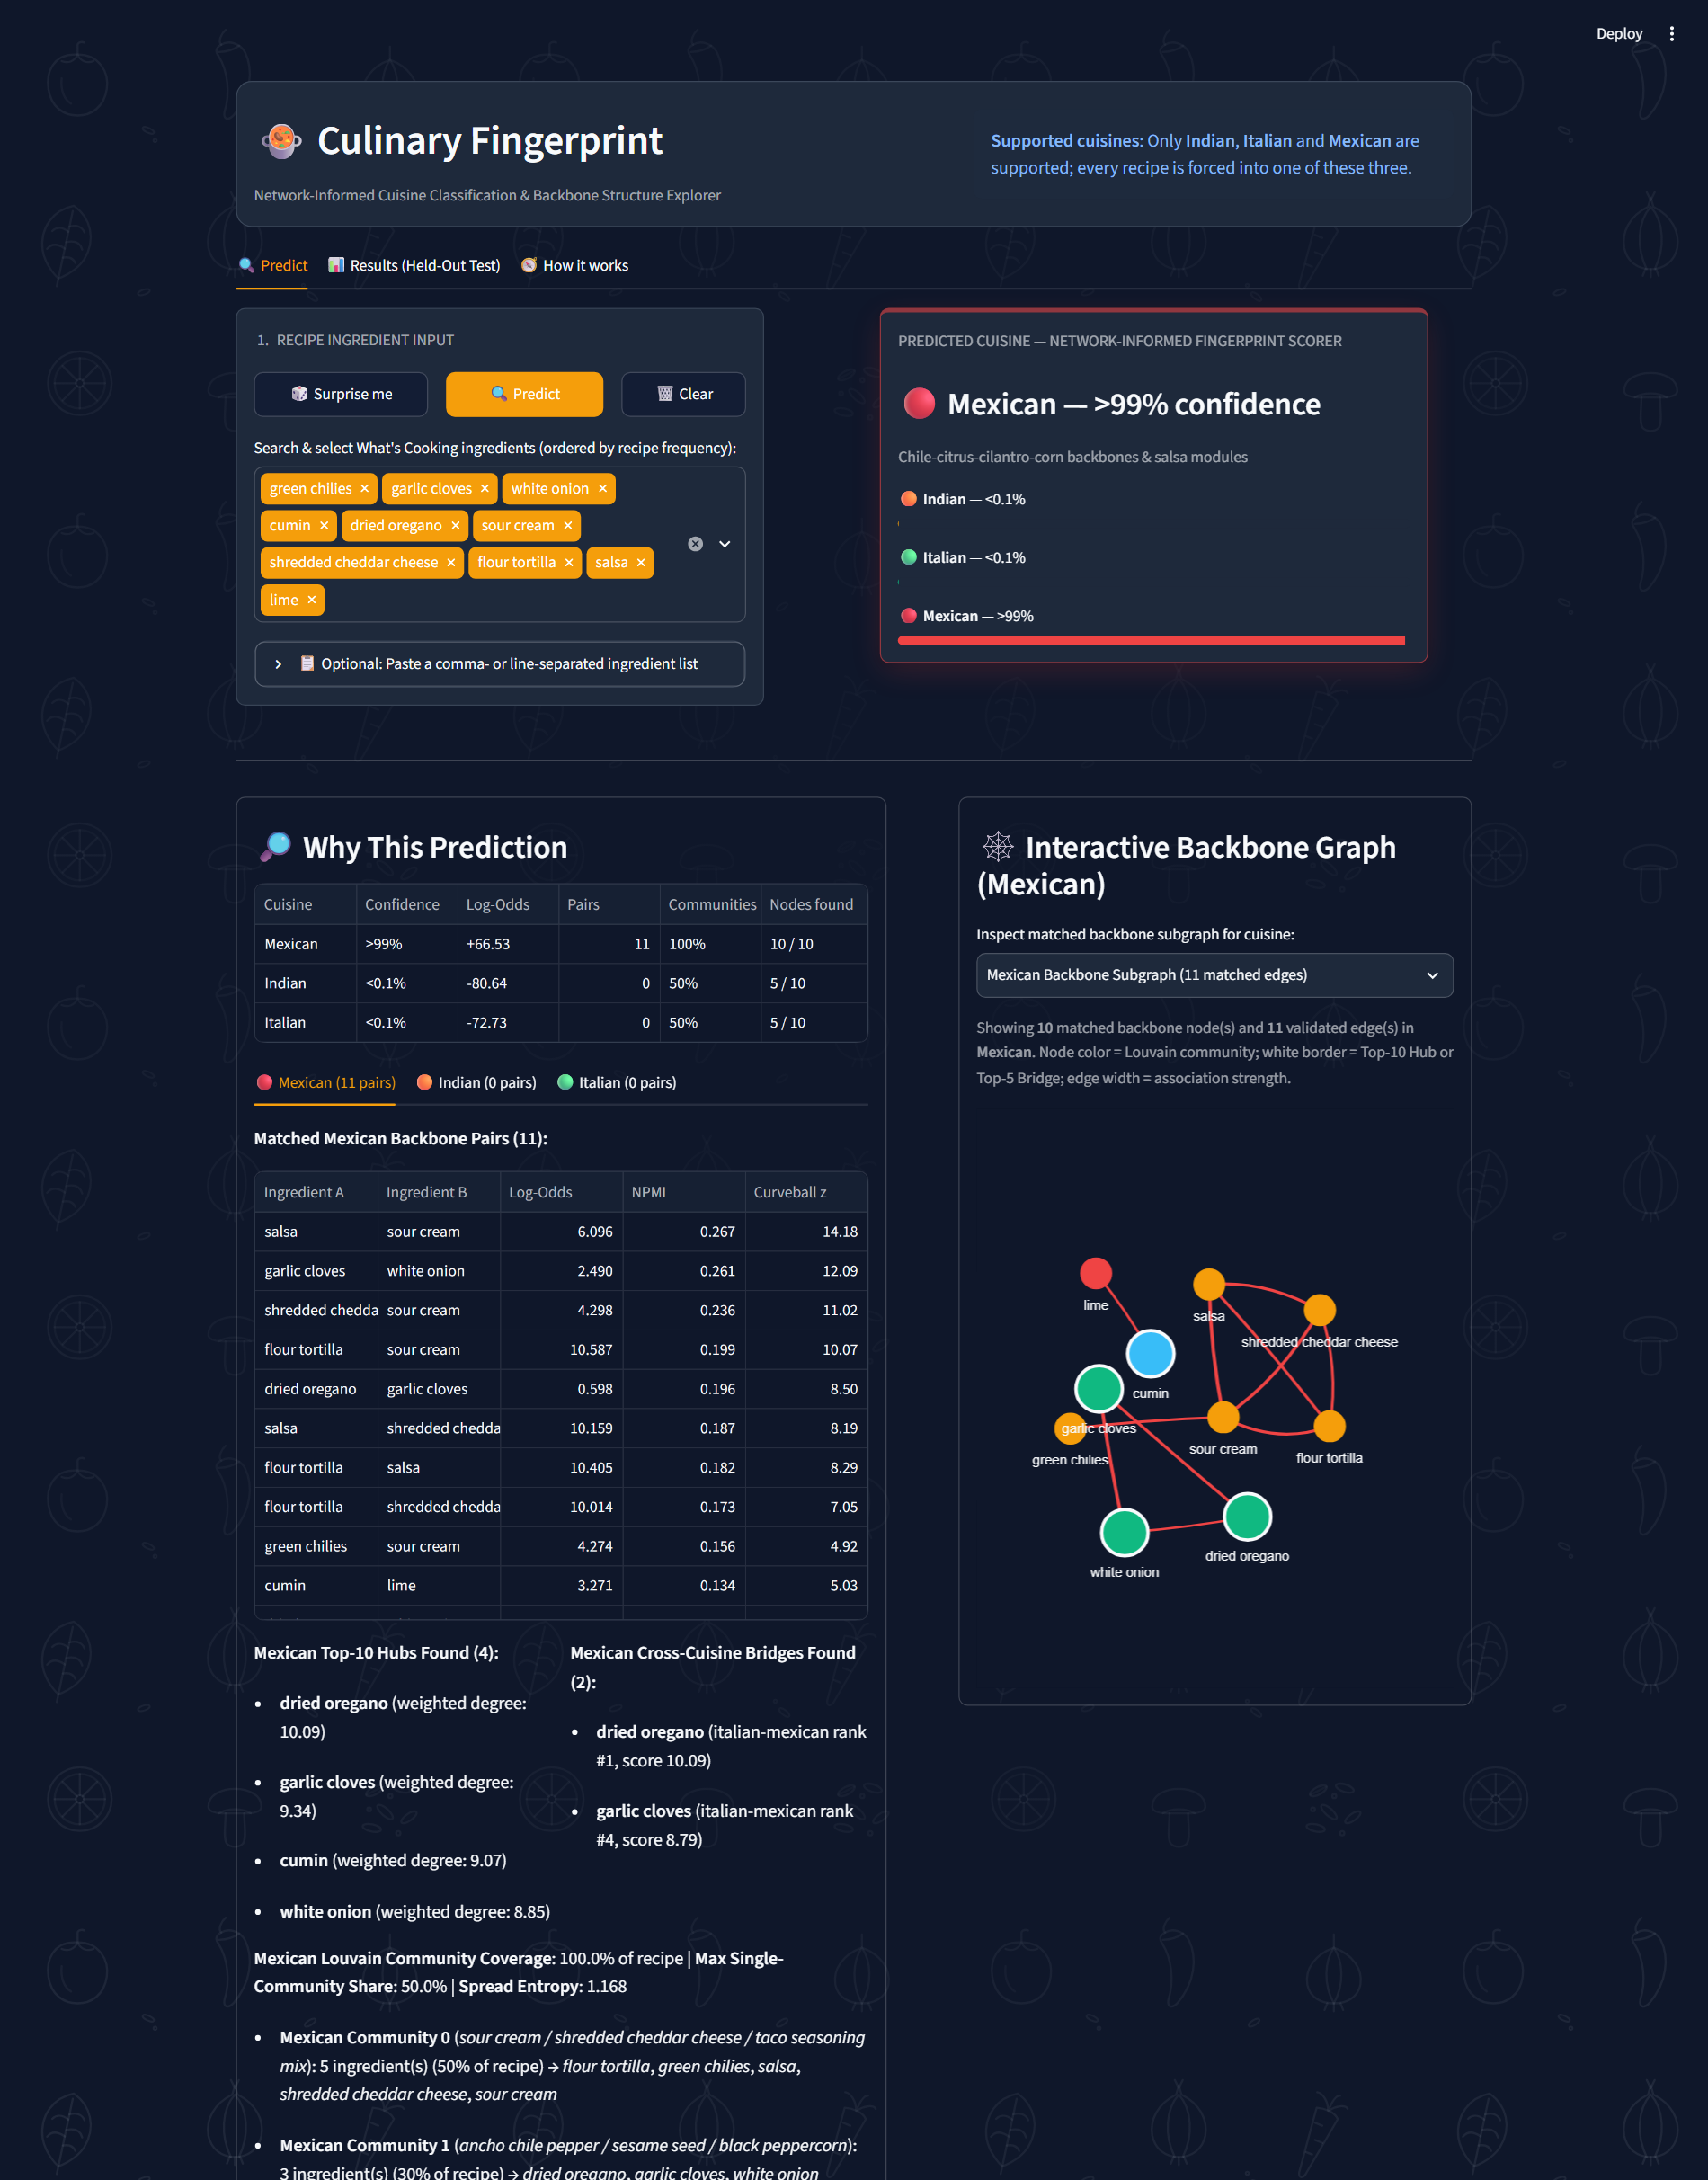 Deploy
Culinary Fingerprint
Network-Informed Cuisine Classification & Backbone Structure Explorer
Supported cuisines: Only Indian, Italian and Mexican are
supported; every recipe is forced into one of these three.
Predict
Results (Held-Out Test)
How it works
1. RECIPE INGREDIENT INPUT
Surprise me
Predict
Clear
Search & select What's Cooking ingredients (ordered by recipe frequency):
green chilies × garlic cloves × white onion ×
cumin × dried oregano × sour cream ×
shredded cheddar cheese × flour tortilla × salsa ×
lime ×
Optional: Paste a comma- or line-separated ingredient list
PREDICTED CUISINE — NETWORK-INFORMED FINGERPRINT SCORER
Mexican — >99% confidence
Chile-citrus-cilantro-corn backbones & salsa modules
Indian — <0.1%
Italian — <0.1%
Mexican — >99%
Why This Prediction
Cuisine Confidence Log-Odds Pairs Communities Nodes found
Mexican >99% +66.53 11 100% 10 / 10
Indian <0.1% -80.64 0 50% 5 / 10
Italian <0.1% -72.73 0 50% 5 / 10
Mexican (11 pairs)
Indian (0 pairs)
Italian (0 pairs)
Matched Mexican Backbone Pairs (11):
Ingredient A Ingredient B Log-Odds NPMI Curveball z
salsa sour cream 6.096 0.267 14.18
garlic cloves white onion 2.490 0.261 12.09
shredded chedda sour cream 4.298 0.236 11.02
flour tortilla sour cream 10.587 0.199 10.07
dried oregano garlic cloves 0.598 0.196 8.50
salsa shredded chedda 10.159 0.187 8.19
flour tortilla salsa 10.405 0.182 8.29
flour tortilla shredded chedda 10.014 0.173 7.05
green chilies sour cream 4.274 0.156 4.92
cumin lime 3.271 0.134 5.03
Mexican Top-10 Hubs Found (4):
• dried oregano (weighted degree:
10.09)
• garlic cloves (weighted degree:
9.34)
• cumin (weighted degree: 9.07)
• white onion (weighted degree: 8.85)
Mexican Cross-Cuisine Bridges Found
(2):
• dried oregano (italian-mexican rank
#1, score 10.09)
• garlic cloves (italian-mexican rank
#4, score 8.79)
Mexican Louvain Community Coverage: 100.0% of recipe | Max Single-
Community Share: 50.0% | Spread Entropy: 1.168
• Mexican Community 0 (sour cream / shredded cheddar cheese / taco seasoning
mix): 5 ingredient(s) (50% of recipe) → flour tortilla, green chilies, salsa,
shredded cheddar cheese, sour cream
• Mexican Community 1 (ancho chile pepper / sesame seed / black peppercorn):
3 ingredient(s) (30% of recipe) → dried oregano, garlic cloves, white onion
Interactive Backbone Graph
(Mexican)
Inspect matched backbone subgraph for cuisine:
Mexican Backbone Subgraph (11 matched edges)
Showing 10 matched backbone node(s) and 11 validated edge(s) in
Mexican. Node color = Louvain community; white border = Top-10 Hub or
Top-5 Bridge; edge width = association strength.
lime
salsa
shredded cheddar cheese
cumin
garlic cloves
sour cream
green chilies
flour tortilla
white onion
dried oregano